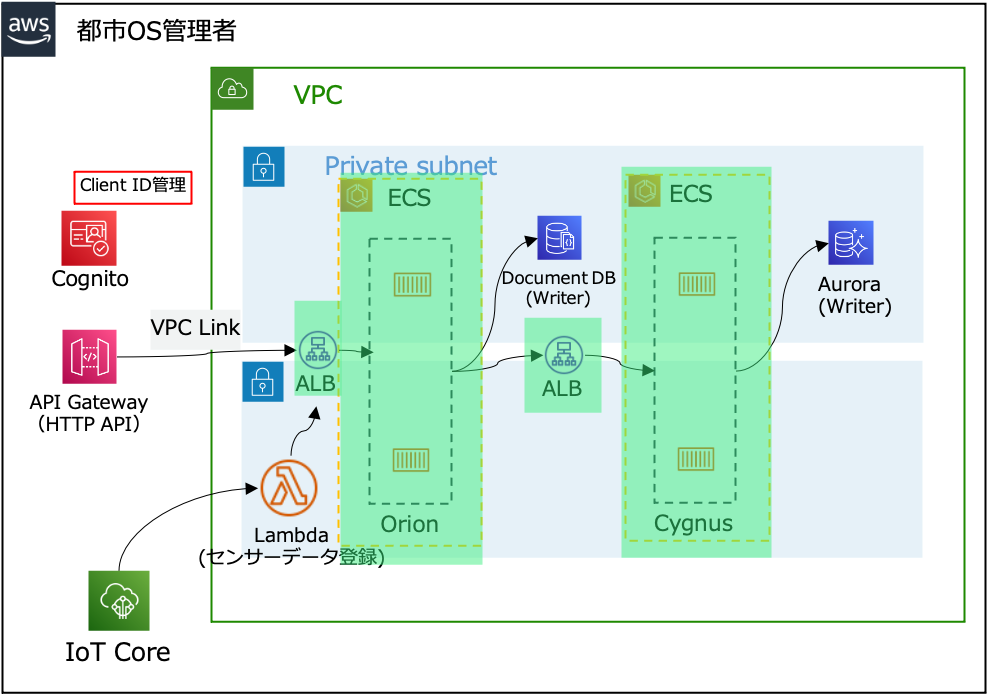 aws
都市OS管理者
VPC
Private subnet
Client ID管理
Cognito
ECS
ECS
Document DB
(Writer)
Aurora
(Writer)
VPC Link
ALB
ALB
API Gateway
（HTTP API）
Orion
Cygnus
Lambda
(センサーデータ登録)
IoT Core